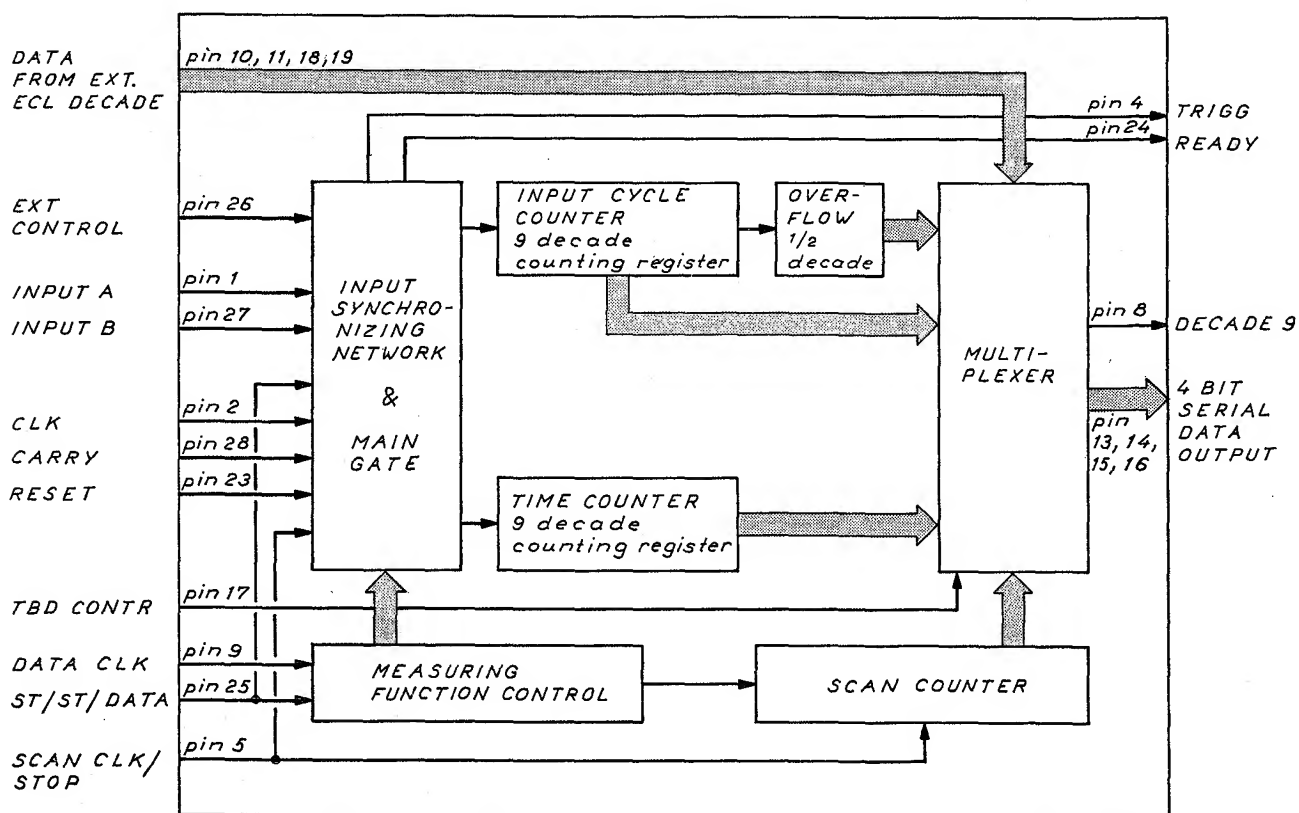 DATA
FROM EXT.
ECL DECADE
pin 10, 11, 18, 19
pin 4
TRIGG
pin 24
READY
EXT
CONTROL
pin 26
INPUT A
pin 1
INPUT B
pin 27
CLK
pin 2
CARRY
pin 28
RESET
pin 23
TBD CONTR
pin 17
DATA CLK
pin 9
ST/ST/DATA
pin 25
SCAN CLK/
STOP
pin 5
INPUT
SYNCHRO-
NIZING
NETWORK
&
MAIN
GATE
INPUT CYCLE
COUNTER
9 decade
counting register
OVER-
FLOW
1/2
decade
TIME COUNTER
9 decade
counting register
MULTI-
PLEXER
pin 8
DECADE 9
4 BIT
SERIAL
DATA
OUTPUT
pin
13, 14,
15, 16
MEASURING
FUNCTION CONTROL
SCAN COUNTER